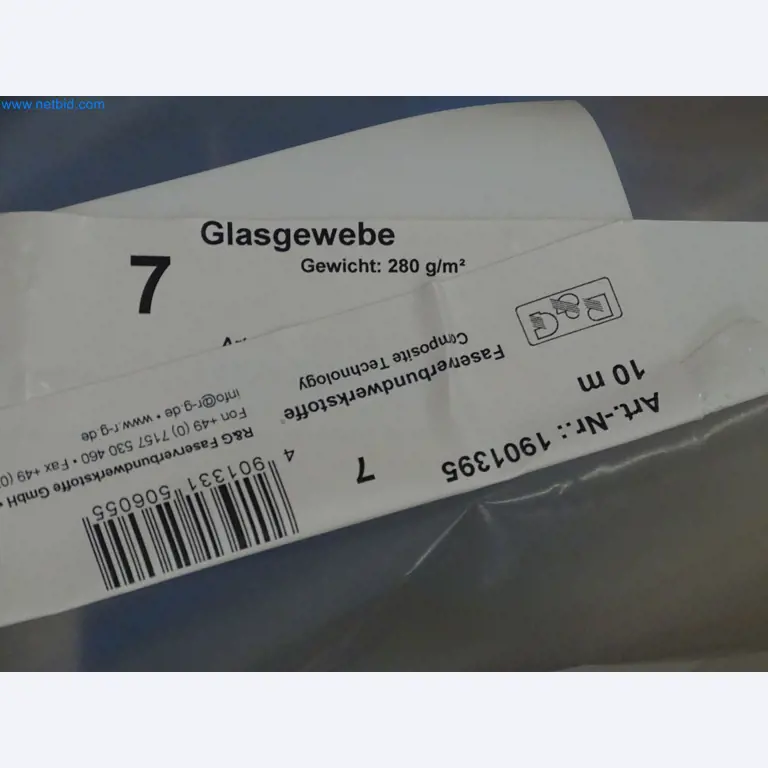 www.netbid.com
7
Glasgewebe
Gewicht: 280 g/m²
Art.-Nr.: 1901395
10 m
7
Faserverbundwerkstoffe®
Composite Technology
R&G
4 901331 506055
R&G Faserverbundwerkstoffe GmbH •
Fon +49 (0) 7157 530 460 • Fax +49 (0)
info@r-g.de • www.r-g.de